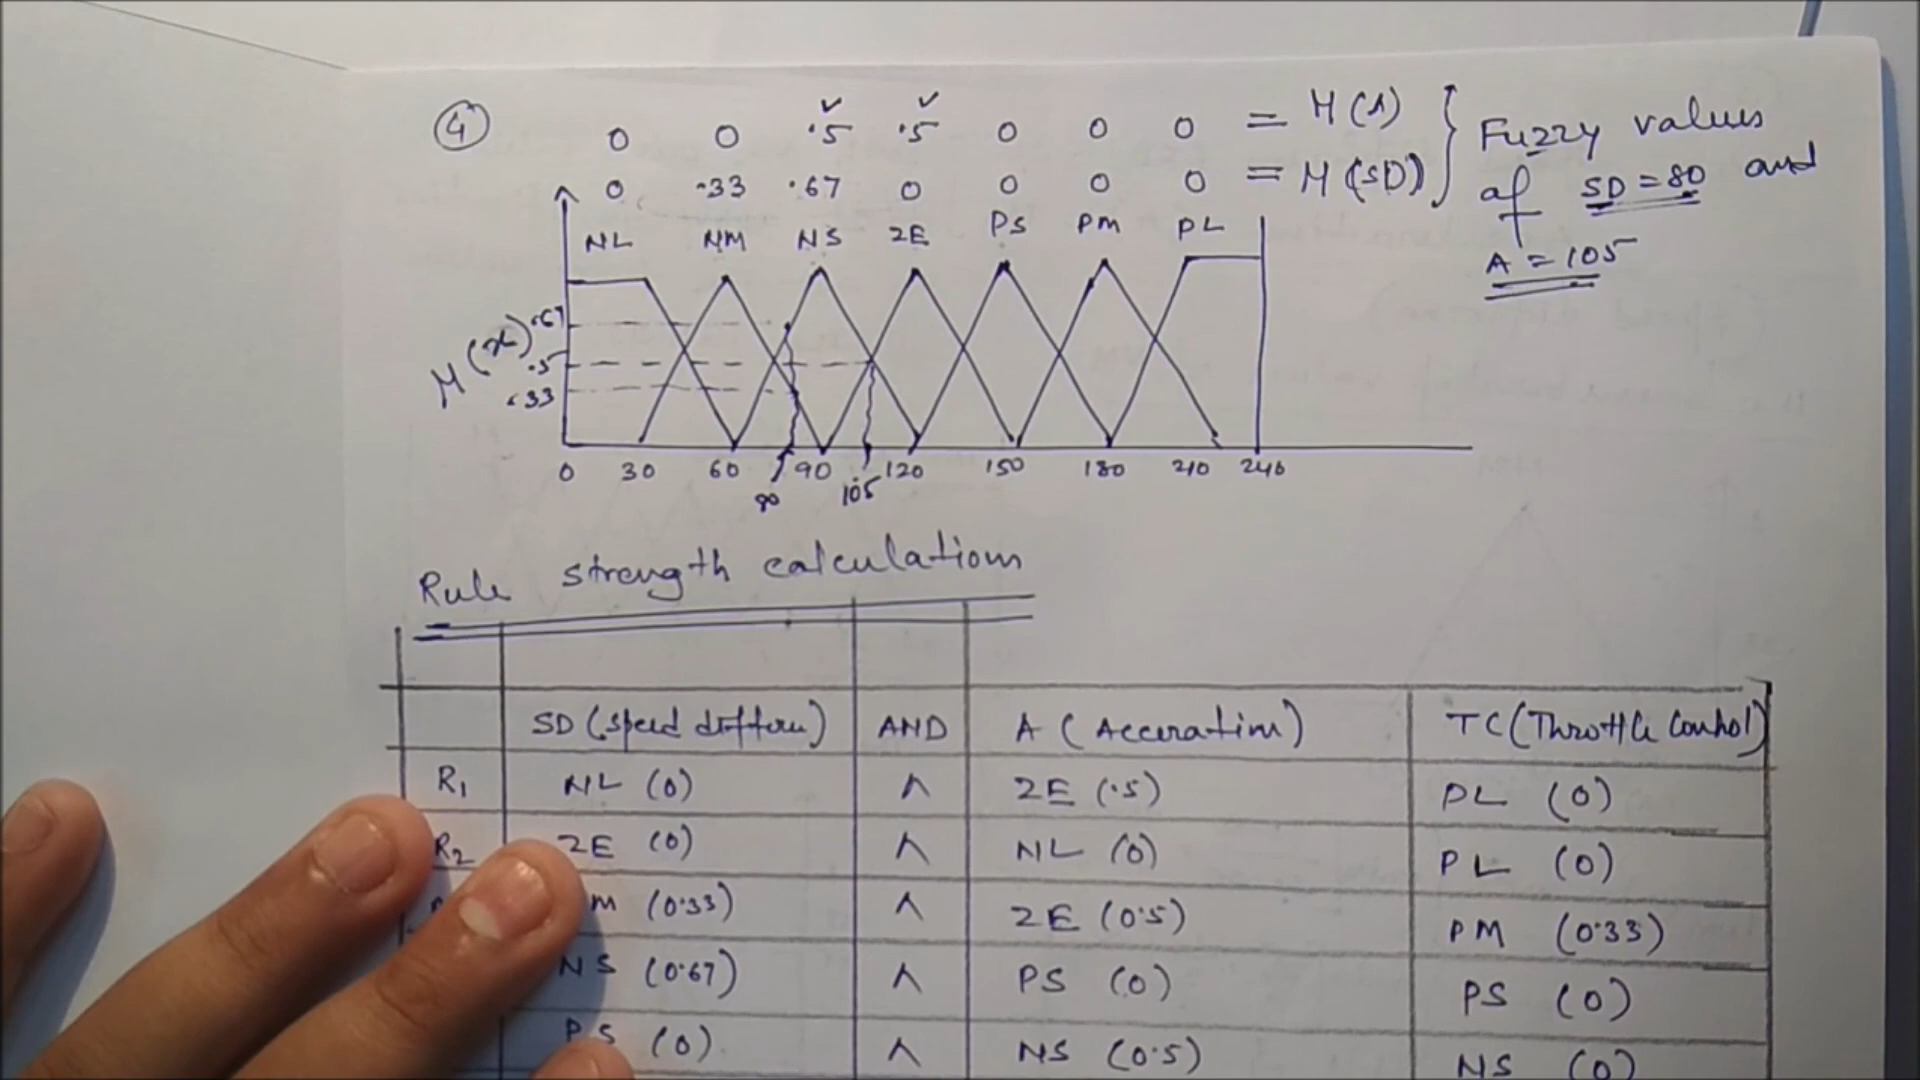 4
0 0 .5 .5 0 0 0 = M(A)
0 .33 .67 0 0 0 0 = M(SD)
Fuzzy values
of SD = 80 and
A = 105
NL NM NS ZE PS PM PL
M(x)
.67
.5
.33
0 30 60 90 120 150 180 210 240
80 105
Rule strength calculation
SD (speed differn) AND A (Acceration) TC (Throttle Conhol)
R1 NL (0) ∧ ZE (.5) PL (0)
R2 ZE (0) ∧ NL (0) PL (0)
M (0.33) ∧ ZE (0.5) PM (0.33)
NS (0.67) ∧ PS (0) PS (0)
PS (0) ∧ NS (0.5) NS (0)